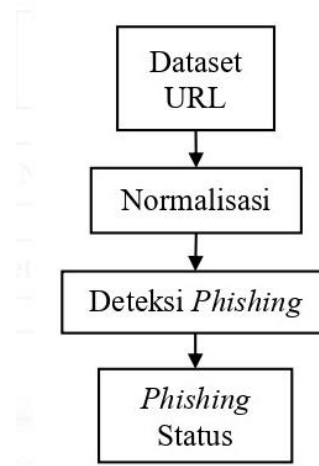 Dataset
URL
Normalisasi
Deteksi Phishing
Phishing
Status